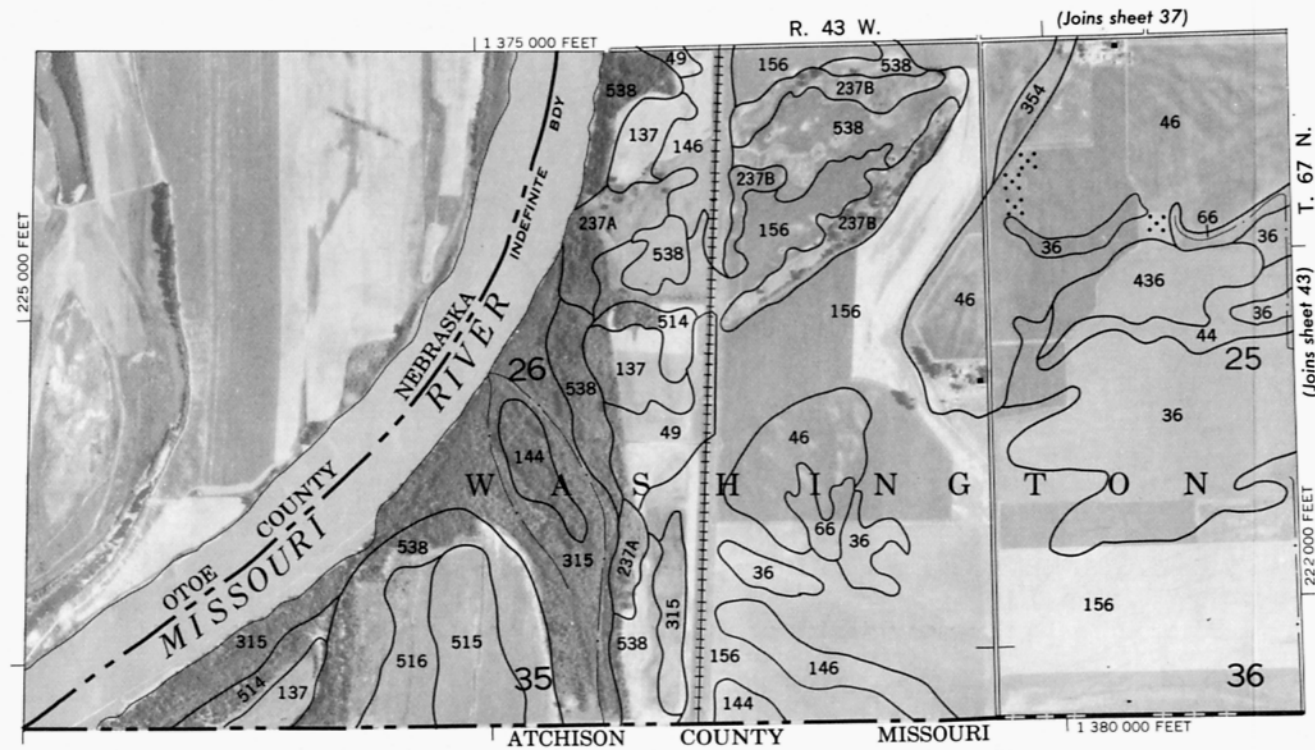 R. 43 W.
(Joins sheet 37)
1 375 000 FEET
49
156
538
538
237B
354
46
137
146
538
BDY
INDEFINITE
237B
T. 67 N.
237A
156
237B
66
36
36
538
225 000 FEET
436
46
156
36
514
44
(Joins sheet 43)
NEBRASKA
RIVER
26
137
25
538
36
49
46
144
WASHINGTON
COUNTY
66
36
222 000 FEET
538
315
237A
36
OTOE
MISSOURI
156
315
315
538
156
146
516
515
514
137
35
36
144
1 380 000 FEET
ATCHISON COUNTY MISSOURI